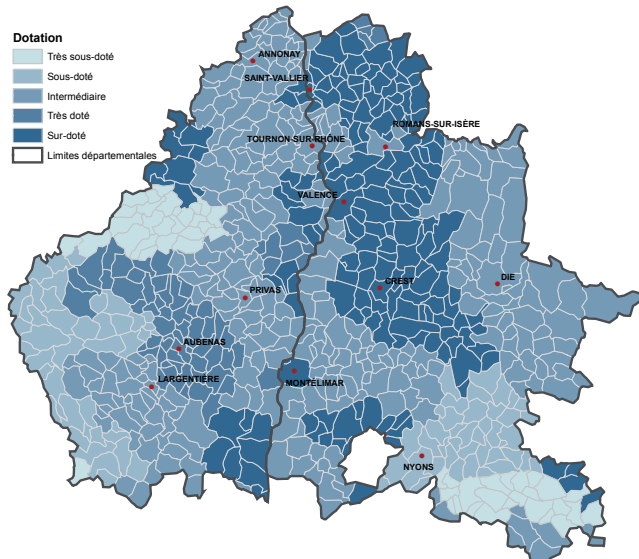 Dotation
Très sous-doté
Sous-doté
Intermédiaire
Très doté
Sur-doté
Limites départementales
ANNONAY
SAINT-VALLIER
TOURNON-SUR-RHÔNE
ROMANS-SUR-ISÈRE
VALENCE
PRIVAS
CREST
DIE
AUBENAS
LARGENTIÈRE
MONTÉLIMAR
NYONS